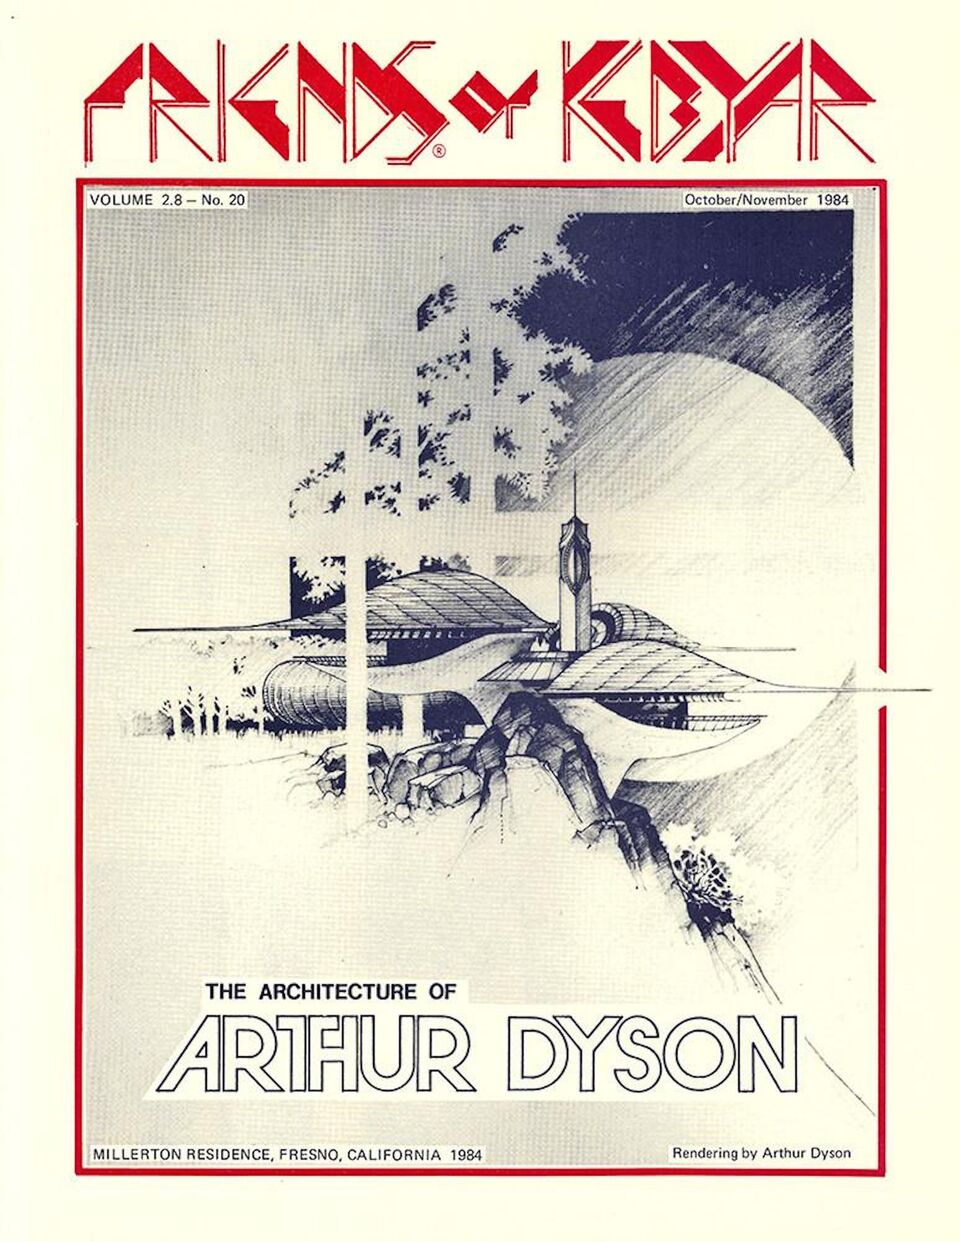 FRIENDS OF KEBYAR ®
VOLUME 2.8 – No. 20
October/November 1984
THE ARCHITECTURE OF
ARTHUR DYSON
MILLERTON RESIDENCE, FRESNO, CALIFORNIA 1984
Rendering by Arthur Dyson